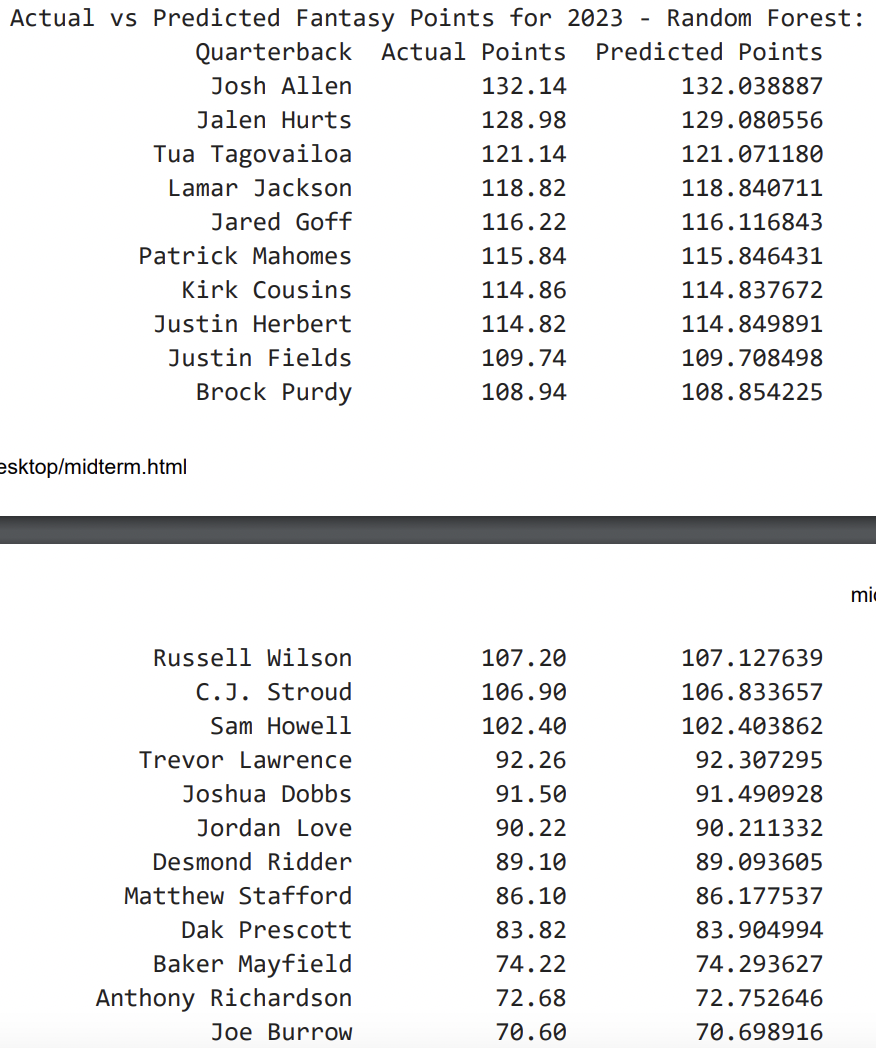 Actual vs Predicted Fantasy Points for 2023 - Random Forest:
Quarterback Actual Points Predicted Points
Josh Allen 132.14 132.038887
Jalen Hurts 128.98 129.080556
Tua Tagovailoa 121.14 121.071180
Lamar Jackson 118.82 118.840711
Jared Goff 116.22 116.116843
Patrick Mahomes 115.84 115.846431
Kirk Cousins 114.86 114.837672
Justin Herbert 114.82 114.849891
Justin Fields 109.74 109.708498
Brock Purdy 108.94 108.854225
esktop/midterm.html
mid
Russell Wilson 107.20 107.127639
C.J. Stroud 106.90 106.833657
Sam Howell 102.40 102.403862
Trevor Lawrence 92.26 92.307295
Joshua Dobbs 91.50 91.490928
Jordan Love 90.22 90.211332
Desmond Ridder 89.10 89.093605
Matthew Stafford 86.10 86.177537
Dak Prescott 83.82 83.904994
Baker Mayfield 74.22 74.293627
Anthony Richardson 72.68 72.752646
Joe Burrow 70.60 70.698916